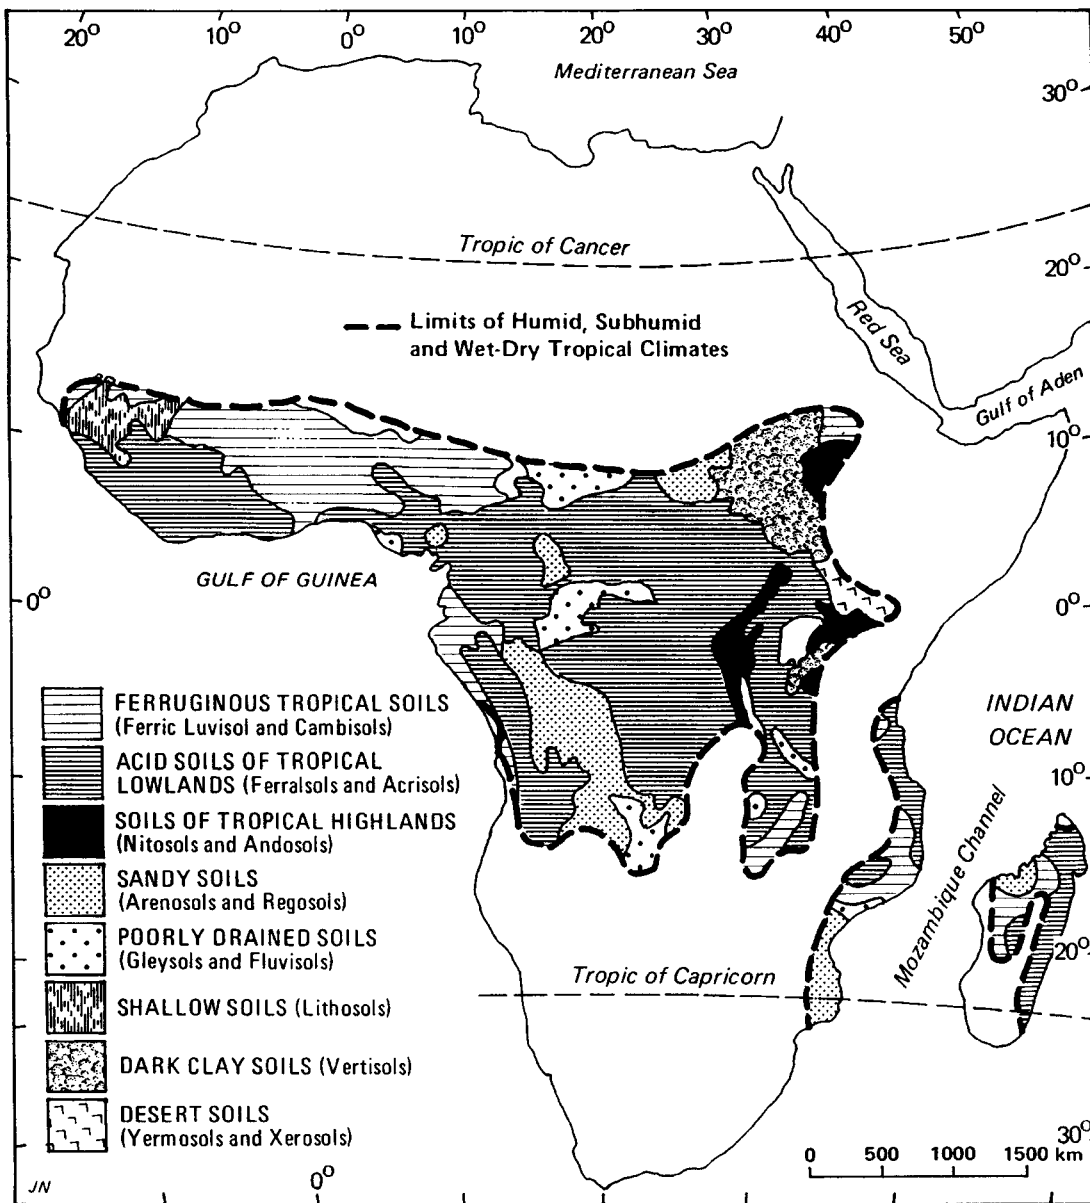 20° 10° 0° 10° 20° 30° 40° 50°
Mediterranean Sea
30°
Tropic of Cancer
20°
Limits of Humid, Subhumid
and Wet-Dry Tropical Climates
Red Sea
Gulf of Aden
10°
GULF OF GUINEA
0°
0°
FERRUGINOUS TROPICAL SOILS
(Ferric Luvisol and Cambisols)
INDIAN
OCEAN
ACID SOILS OF TROPICAL
LOWLANDS (Ferralsols and Acrisols)
10°
SOILS OF TROPICAL HIGHLANDS
(Nitosols and Andosols)
SANDY SOILS
(Arenosols and Regosols)
Mozambique Channel
POORLY DRAINED SOILS
(Gleysols and Fluvisols)
20°
Tropic of Capricorn
SHALLOW SOILS (Lithosols)
DARK CLAY SOILS (Vertisols)
DESERT SOILS
(Yermosols and Xerosols)
30°
0 500 1000 1500 km
JN
0°